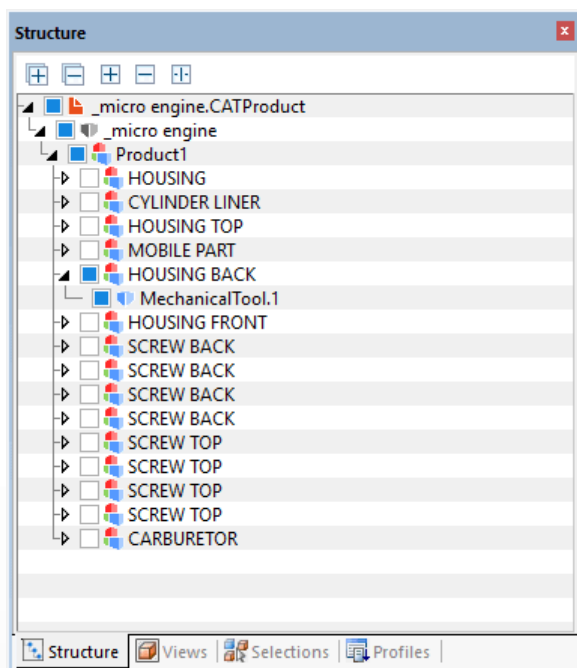 Structure
_micro engine.CATProduct
_micro engine
Product1
HOUSING
CYLINDER LINER
HOUSING TOP
MOBILE PART
HOUSING BACK
MechanicalTool.1
HOUSING FRONT
SCREW BACK
SCREW BACK
SCREW BACK
SCREW BACK
SCREW TOP
SCREW TOP
SCREW TOP
SCREW TOP
CARBURETOR
Structure Views Selections Profiles